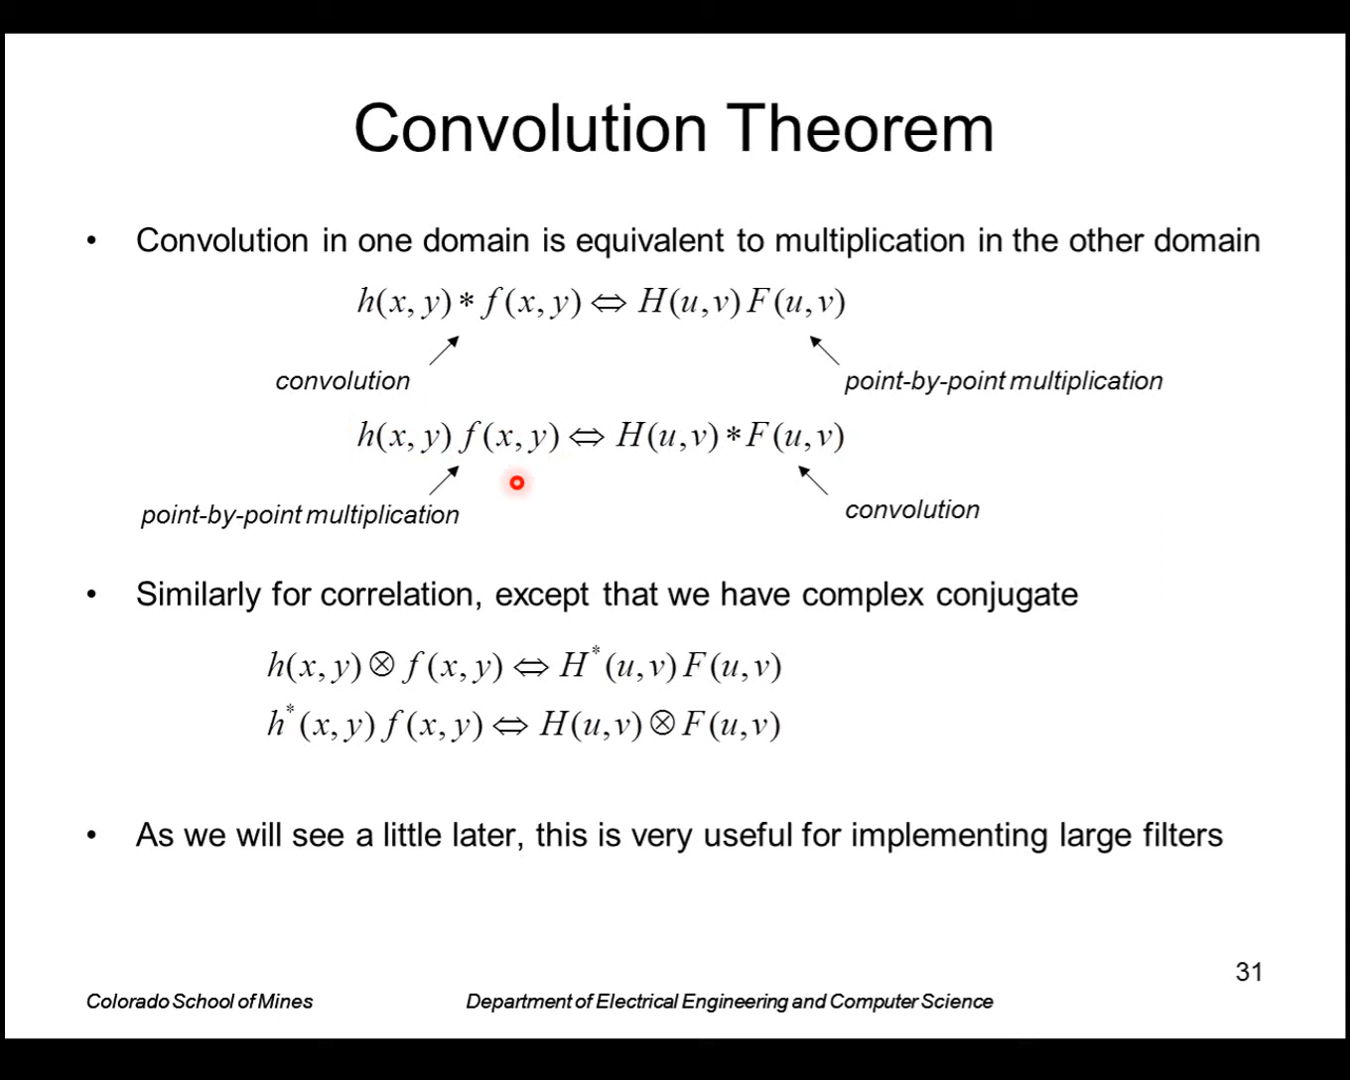 Convolution Theorem
• Convolution in one domain is equivalent to multiplication in the other domain
h(x, y) * f(x, y) ⇔ H(u,v) F(u,v)
convolution
point-by-point multiplication
h(x, y) f(x, y) ⇔ H(u,v) * F(u,v)
point-by-point multiplication
convolution
• Similarly for correlation, except that we have complex conjugate
h(x, y) ⊗ f(x, y) ⇔ H*(u,v) F(u,v)
h*(x, y) f(x, y) ⇔ H(u,v) ⊗ F(u,v)
• As we will see a little later, this is very useful for implementing large filters
31
Colorado School of Mines
Department of Electrical Engineering and Computer Science